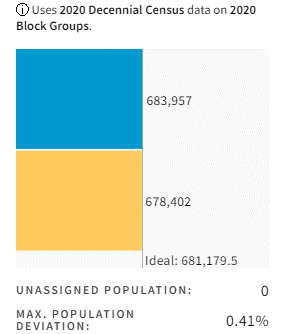 ⓘ Uses 2020 Decennial Census data on 2020
Block Groups.
683,957
678,402
Ideal: 681,179.5
UNASSIGNED POPULATION: 0
MAX. POPULATION
DEVIATION: 0.41%